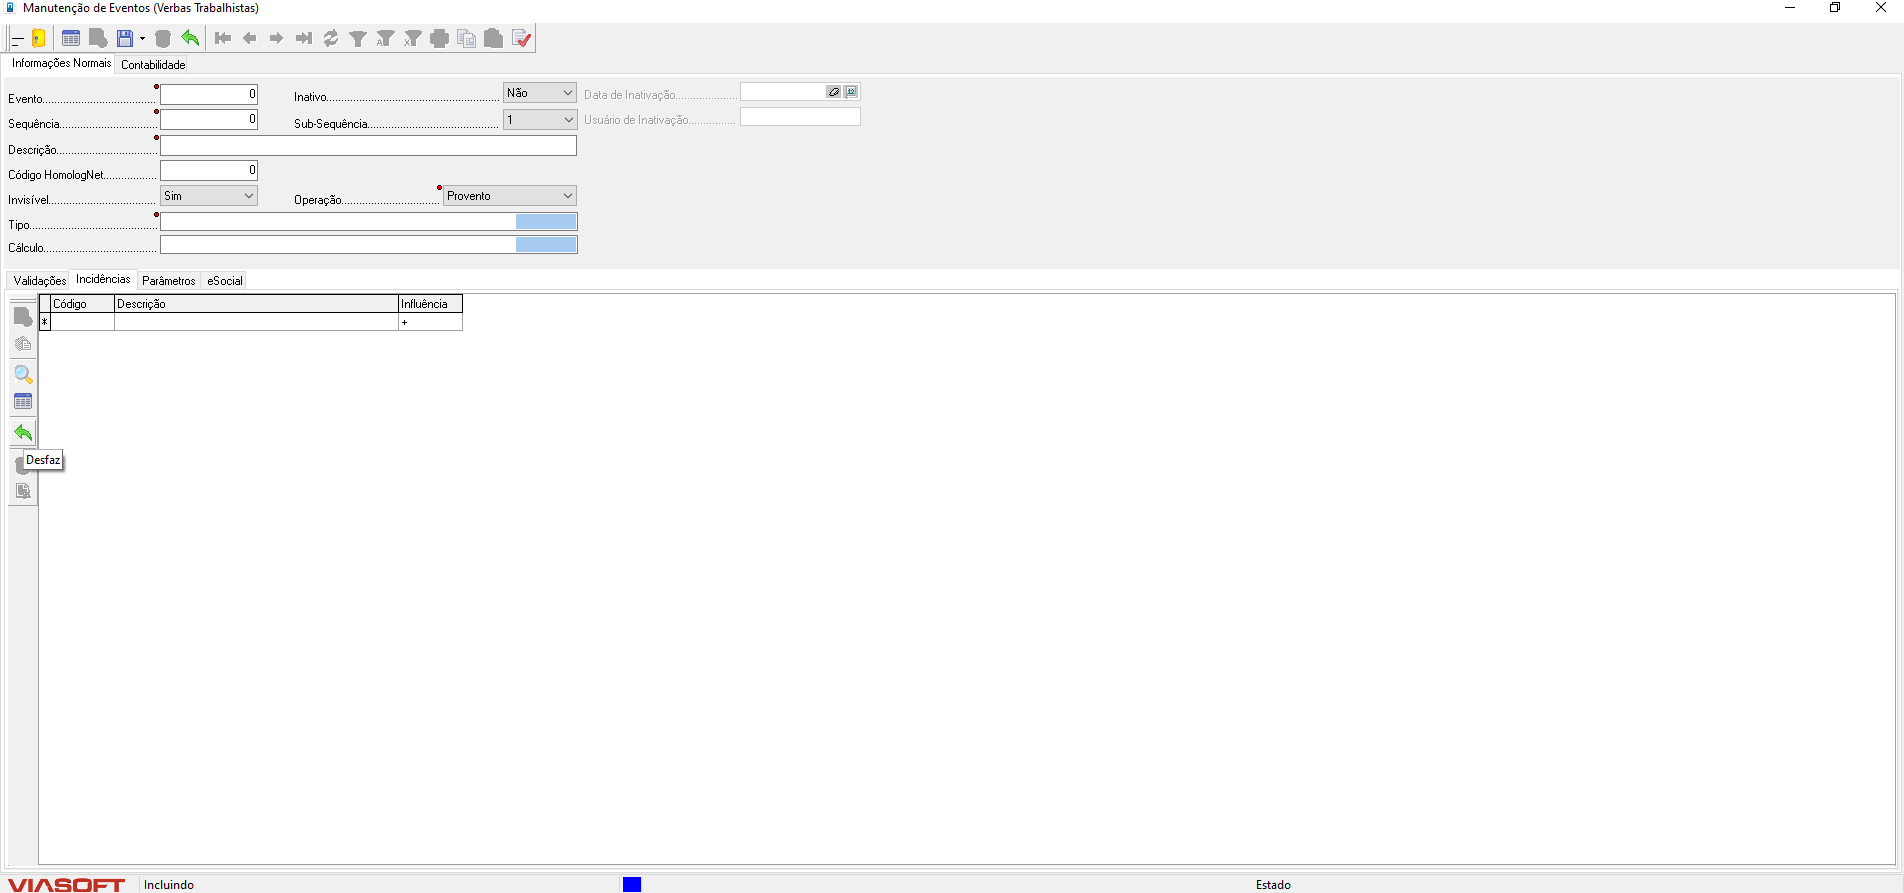 Manutenção de Eventos (Verbas Trabalhistas)
Informações Normais Contabilidade
Evento 0 Inativo Não Data de Inativação
Sequência 0 Sub-Sequência 1 Usuário de Inativação
Descrição
Código HomologNet 0
Invisível Sim Operação Provento
Tipo
Cálculo
Validações Incidências Parâmetros eSocial
Código Descrição Influência
* +
Desfaz
VIASOFT Incluindo Estado